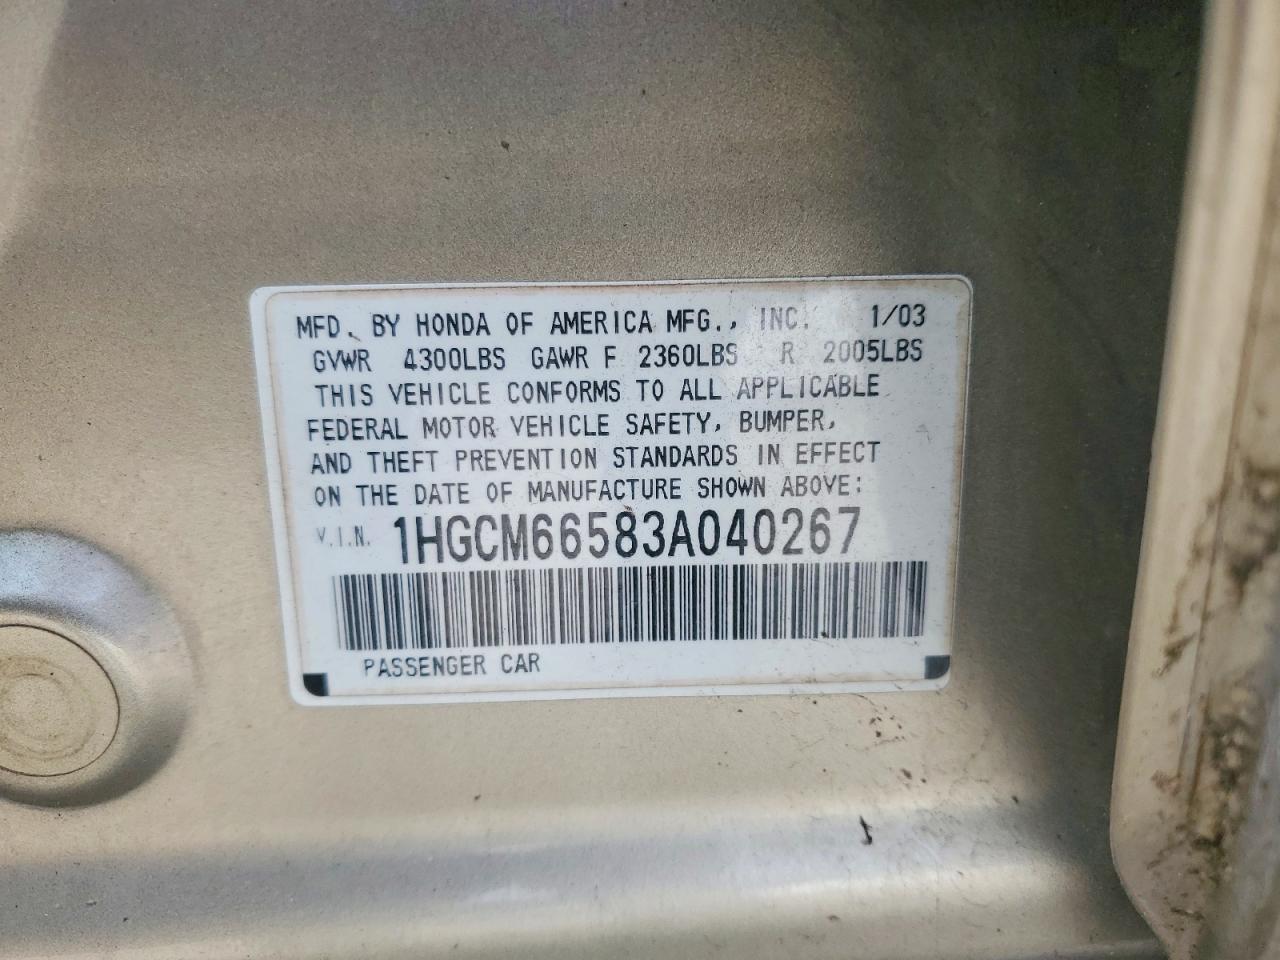 MFD. BY HONDA OF AMERICA MFG., INC. 1/03
GVWR 4300LBS GAWR F 2360LBS R 2005LBS
THIS VEHICLE CONFORMS TO ALL APPLICABLE
FEDERAL MOTOR VEHICLE SAFETY, BUMPER,
AND THEFT PREVENTION STANDARDS IN EFFECT
ON THE DATE OF MANUFACTURE SHOWN ABOVE:
V.I.N. 1HGCM66583A040267
PASSENGER CAR